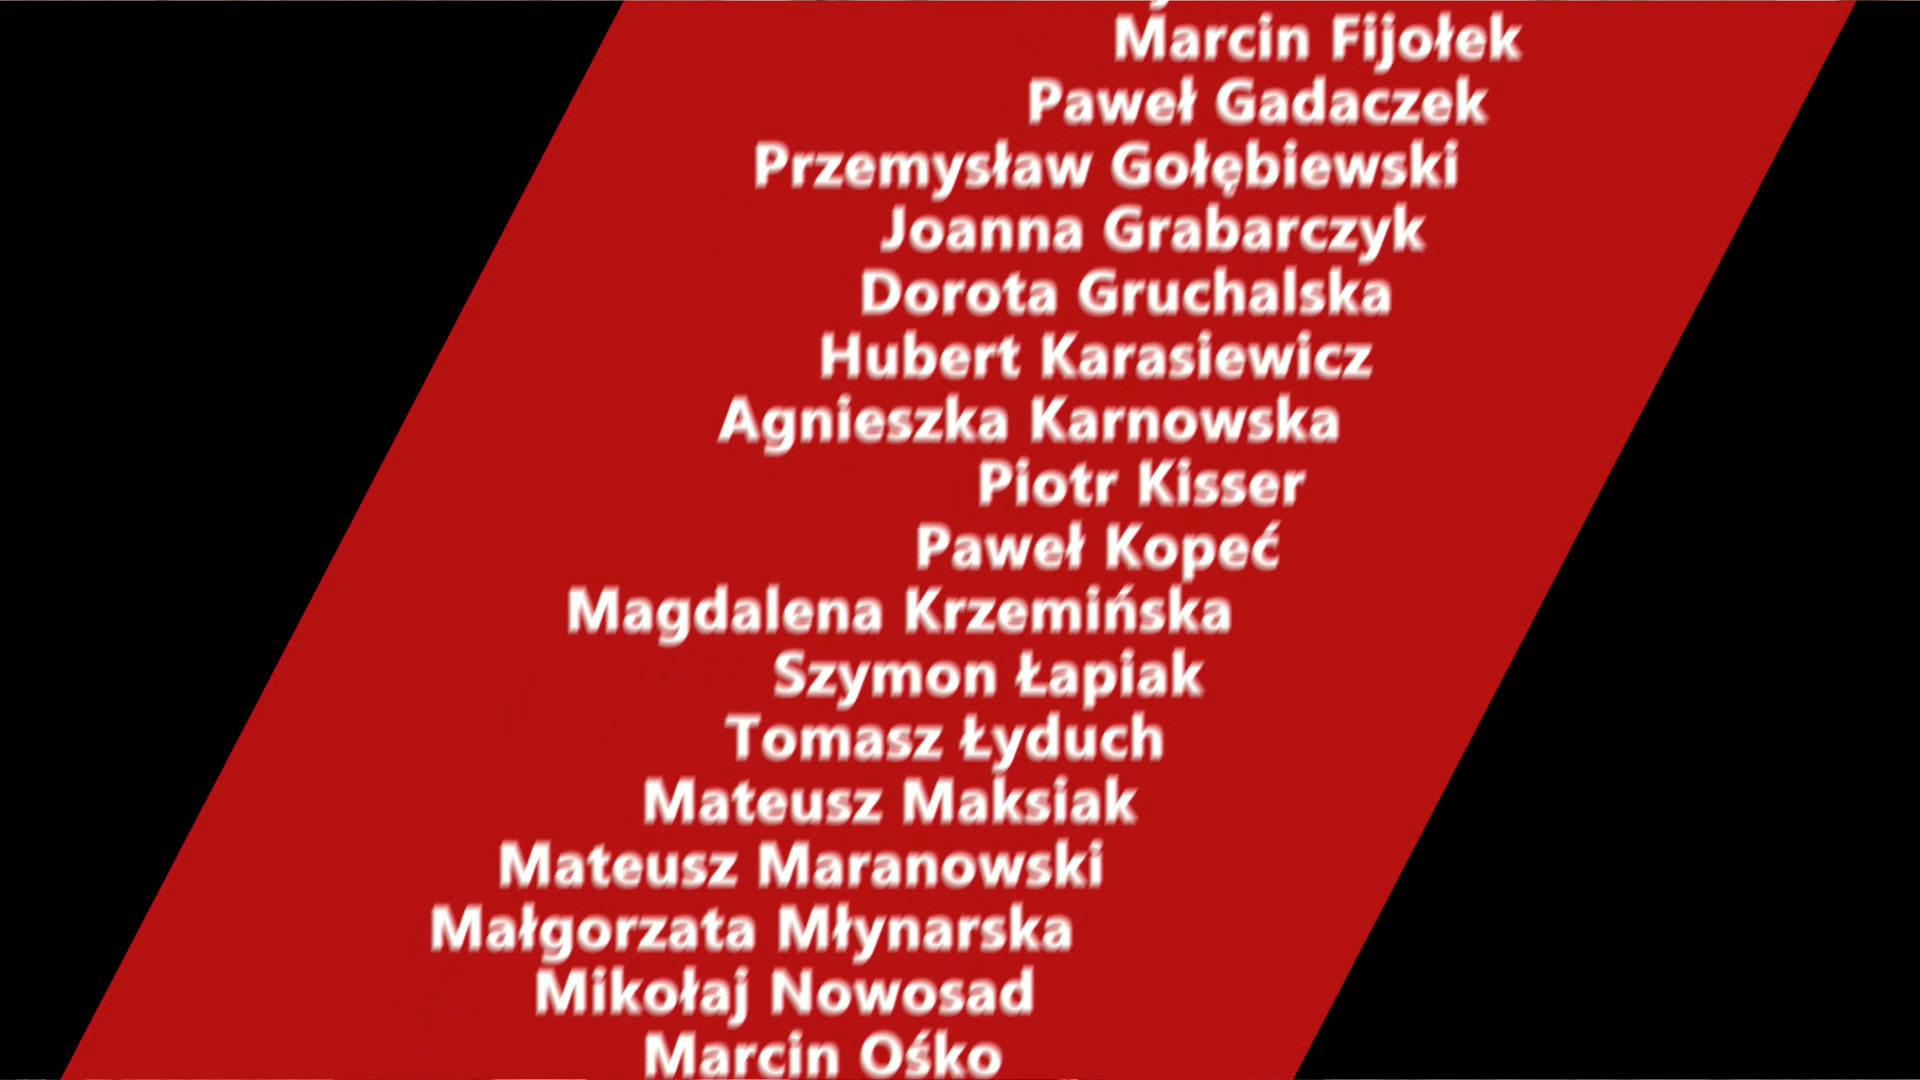 Marcin Fijołek
Paweł Gadaczek
Przemysław Gołębiewski
Joanna Grabarczyk
Dorota Gruchalska
Hubert Karasiewicz
Agnieszka Karnowska
Piotr Kisser
Paweł Kopeć
Magdalena Krzemińska
Szymon Łapiak
Tomasz Łyduch
Mateusz Maksiak
Mateusz Maranowski
Małgorzata Młynarska
Mikołaj Nowosad
Marcin Ośko